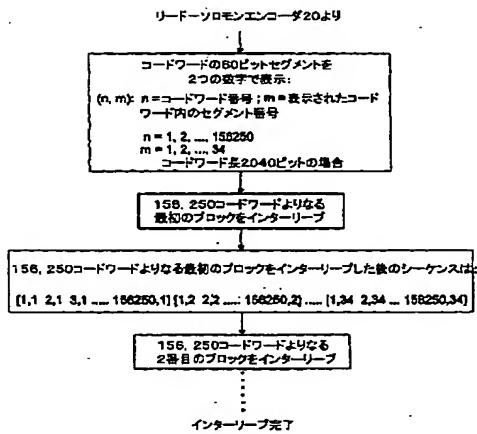 リードーソロモンエンコーダ20より
コードワードの60ビットセグメントを
2つの数字で表示:
(n, m): n=コードワード番号;m=表示されたコード
ワード内のセグメント番号
n = 1, 2, ..., 156250
m = 1, 2, ..., 34
コードワード長2040ビットの場合
156, 250コードワードよりなる
最初のブロックをインターリーブ
156, 250コードワードよりなる最初のブロックをインターリーブした後のシーケンスは:
[1,1 2,1 3,1 ..... 156250,1] [1,2 2,2 .....: 156250,2] ..... [1,34 2,34 ... 156250,34]
156, 250コードワードよりなる
2番目のブロックをインターリーブ
インターリーブ完了